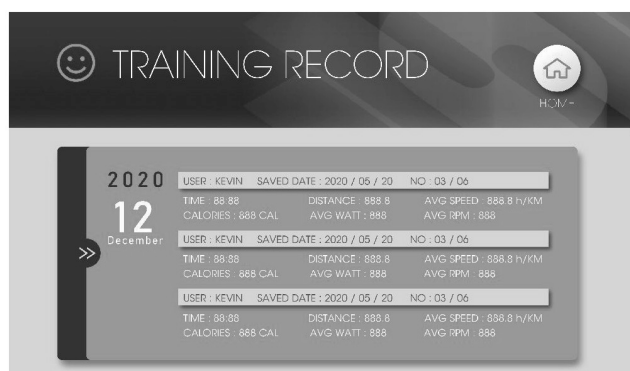 TRAINING RECORD
HOME
2020
12
December
USER : KEVIN SAVED DATE : 2020 / 05 / 20 NO : 03 / 06
TIME : 88:88 DISTANCE : 888.8 AVG SPEED : 888.8 h/KM
CALORIES : 888 CAL AVG WATT : 888 AVG RPM : 888
USER : KEVIN SAVED DATE : 2020 / 05 / 20 NO : 03 / 06
TIME : 88:88 DISTANCE : 888.8 AVG SPEED : 888.8 h/KM
CALORIES : 888 CAL AVG WATT : 888 AVG RPM : 888
USER : KEVIN SAVED DATE : 2020 / 05 / 20 NO : 03 / 06
TIME : 88:88 DISTANCE : 888.8 AVG SPEED : 888.8 h/KM
CALORIES : 888 CAL AVG WATT : 888 AVG RPM : 888